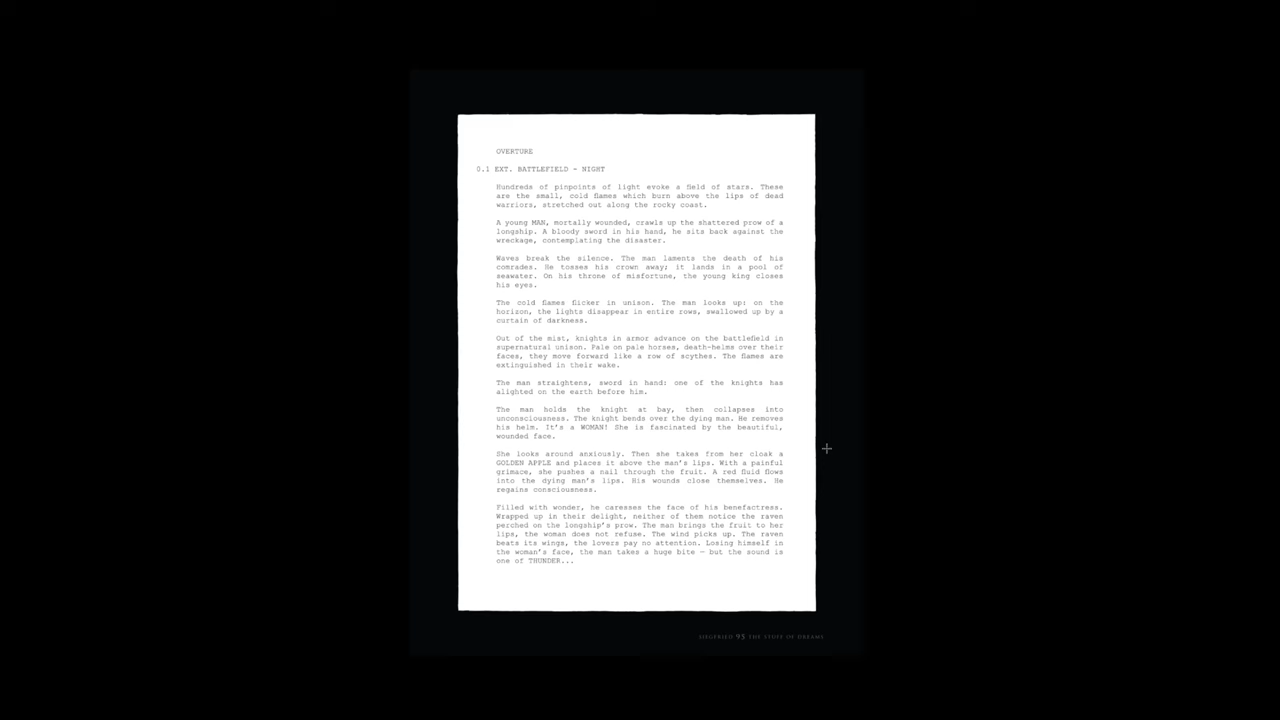 OVERTURE
0.1 EXT. BATTLEFIELD - NIGHT
Hundreds of pinpoints of light evoke a field of stars. These
are the small, cold flames which burn above the lips of dead
warriors, stretched out along the rocky coast.
A young MAN, mortally wounded, crawls up the shattered prow of a
longship. A bloody sword in his hand, he sits back against the
wreckage, contemplating the disaster.
Waves break the silence. The man laments the death of his
comrades. He tosses his crown away; it lands in a pool of
seawater. On his throne of misfortune, the young king closes
his eyes.
The cold flames flicker in unison. The man looks up: on the
horizon, the lights disappear in entire rows, swallowed up by a
curtain of darkness.
Out of the mist, knights in armor advance on the battlefield in
supernatural unison. Pale on pale horses, death-helms over their
faces, they move forward like a row of scythes. The flames are
extinguished in their wake.
The man straightens, sword in hand: one of the knights has
alighted on the earth before him.
The man holds the knight at bay, then collapses into
unconsciousness. The knight bends over the dying man. He removes
his helm. It's a WOMAN! She is fascinated by the beautiful,
wounded face.
She looks around anxiously. Then she takes from her cloak a
GOLDEN APPLE and places it above the man's lips. With a painful
grimace, she pushes a nail through the fruit. A red fluid flows
into the dying man's lips. His wounds close themselves. He
regains consciousness.
Filled with wonder, he caresses the face of his benefactress.
Wrapped up in their delight, neither of them notice the raven
perched on the longship's prow. The man brings the fruit to her
lips, the woman does not refuse. The wind picks up. The raven
beats its wings, the lovers pay no attention. Losing himself in
the woman's face, the man takes a huge bite — but the sound is
one of THUNDER...
SIEGFRIED 95 THE STUFF OF DREAMS